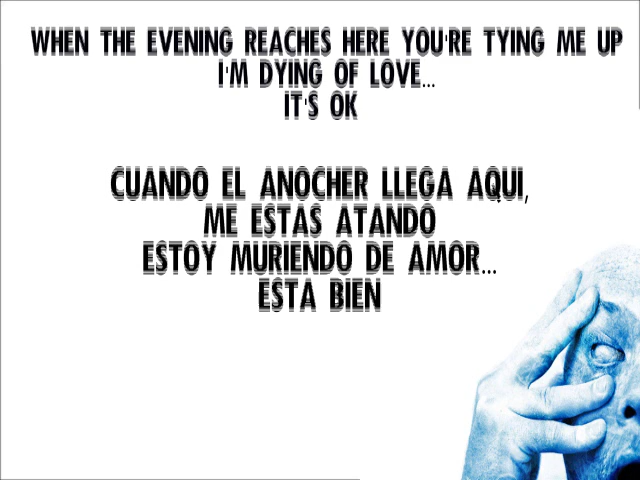 WHEN THE EVENING REACHES HERE YOU'RE TYING ME UP
I'M DYING OF LOVE...
IT'S OK
CUANDO EL ANOCHER LLEGA AQUI,
ME ESTAS ATANDO
ESTOY MURIENDO DE AMOR...
ESTA BIEN